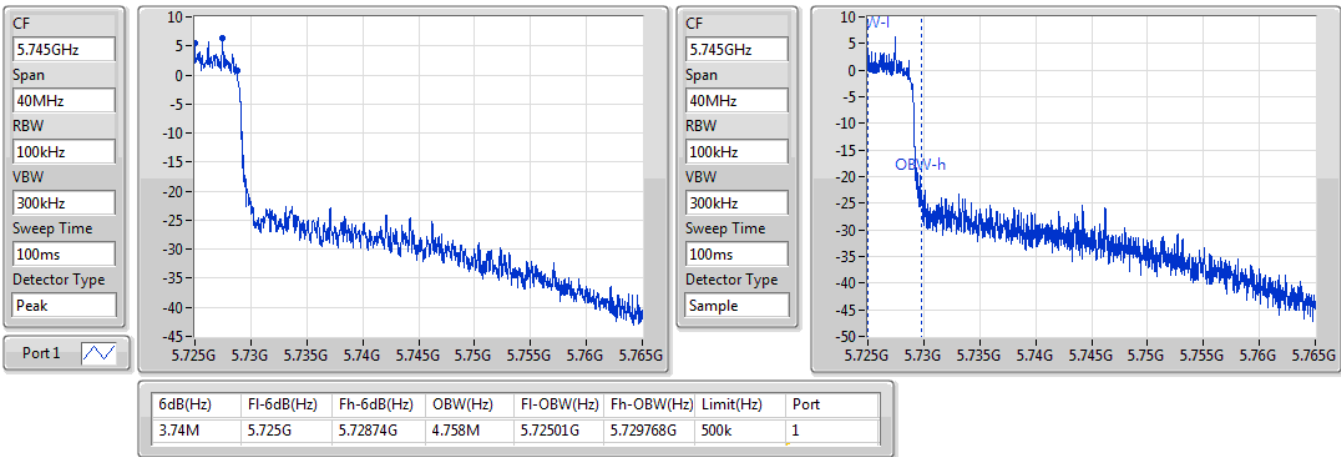 CF
5.745GHz
Span
40MHz
RBW
100kHz
VBW
300kHz
Sweep Time
100ms
Detector Type
Peak
Port 1
10
5
0
-5
-10
-15
-20
-25
-30
-35
-40
-45
5.725G 5.73G 5.735G 5.74G 5.745G 5.75G 5.755G 5.76G 5.765G
CF
5.745GHz
Span
40MHz
RBW
100kHz
VBW
300kHz
Sweep Time
100ms
Detector Type
Sample
10
5
0
-5
-10
-15
-20
-25
-30
-35
-40
-45
-50
W-l
OBW-h
5.725G 5.73G 5.735G 5.74G 5.745G 5.75G 5.755G 5.76G 5.765G
6dB(Hz) Fl-6dB(Hz) Fh-6dB(Hz) OBW(Hz) Fl-OBW(Hz) Fh-OBW(Hz) Limit(Hz) Port
3.74M 5.725G 5.72874G 4.758M 5.72501G 5.729768G 500k 1